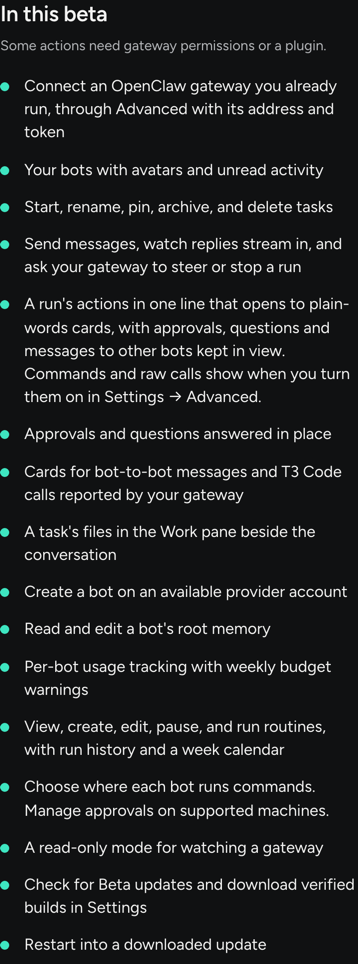 In this beta
Some actions need gateway permissions or a plugin.
Connect an OpenClaw gateway you already
run, through Advanced with its address and
token
Your bots with avatars and unread activity
Start, rename, pin, archive, and delete tasks
Send messages, watch replies stream in, and
ask your gateway to steer or stop a run
A run's actions in one line that opens to plain-
words cards, with approvals, questions and
messages to other bots kept in view.
Commands and raw calls show when you turn
them on in Settings → Advanced.
Approvals and questions answered in place
Cards for bot-to-bot messages and T3 Code
calls reported by your gateway
A task's files in the Work pane beside the
conversation
Create a bot on an available provider account
Read and edit a bot's root memory
Per-bot usage tracking with weekly budget
warnings
View, create, edit, pause, and run routines,
with run history and a week calendar
Choose where each bot runs commands.
Manage approvals on supported machines.
A read-only mode for watching a gateway
Check for Beta updates and download verified
builds in Settings
Restart into a downloaded update